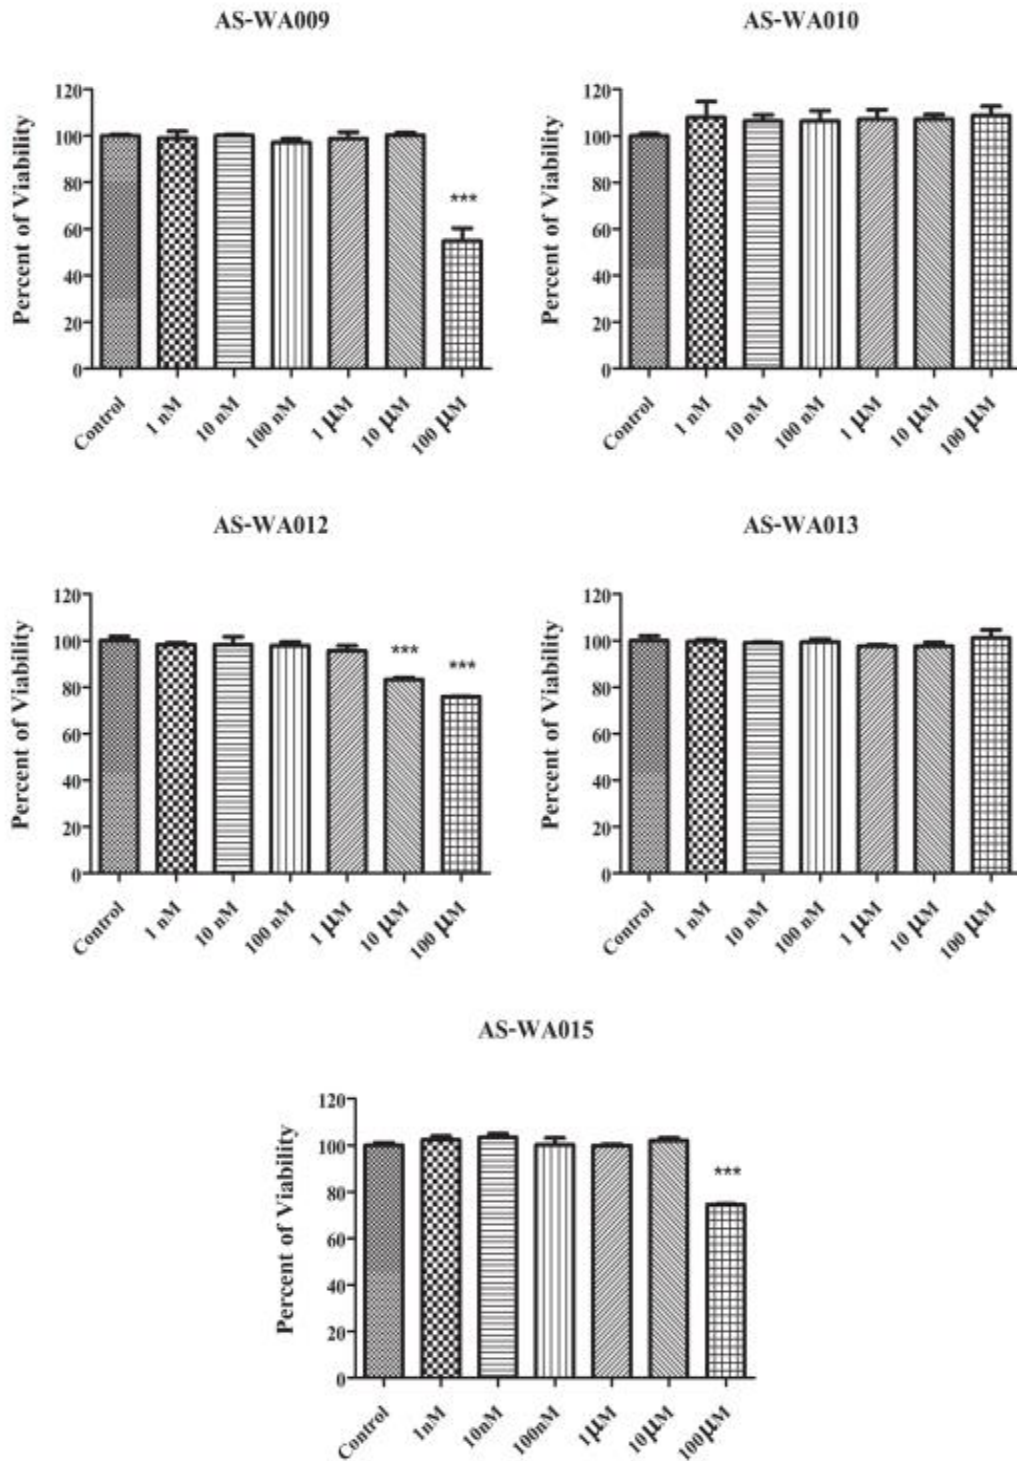 AS-WA009
Percent of Viability
120
100
80
60
40
20
0
***
Control
1 nM
10 nM
100 nM
1 µM
10 µM
100 µM
AS-WA010
Percent of Viability
120
100
80
60
40
20
0
Control
1 nM
10 nM
100 nM
1 µM
10 µM
100 µM
AS-WA012
Percent of Viability
120
100
80
60
40
20
0
***
***
Control
1 nM
10 nM
100 nM
1 µM
10 µM
100 µM
AS-WA013
Percent of Viability
120
100
80
60
40
20
0
Control
1 nM
10 nM
100 nM
1 µM
10 µM
100 µM
AS-WA015
Percent of Viability
120
100
80
60
40
20
0
***
Control
1nM
10nM
100nM
1µM
10µM
100µM